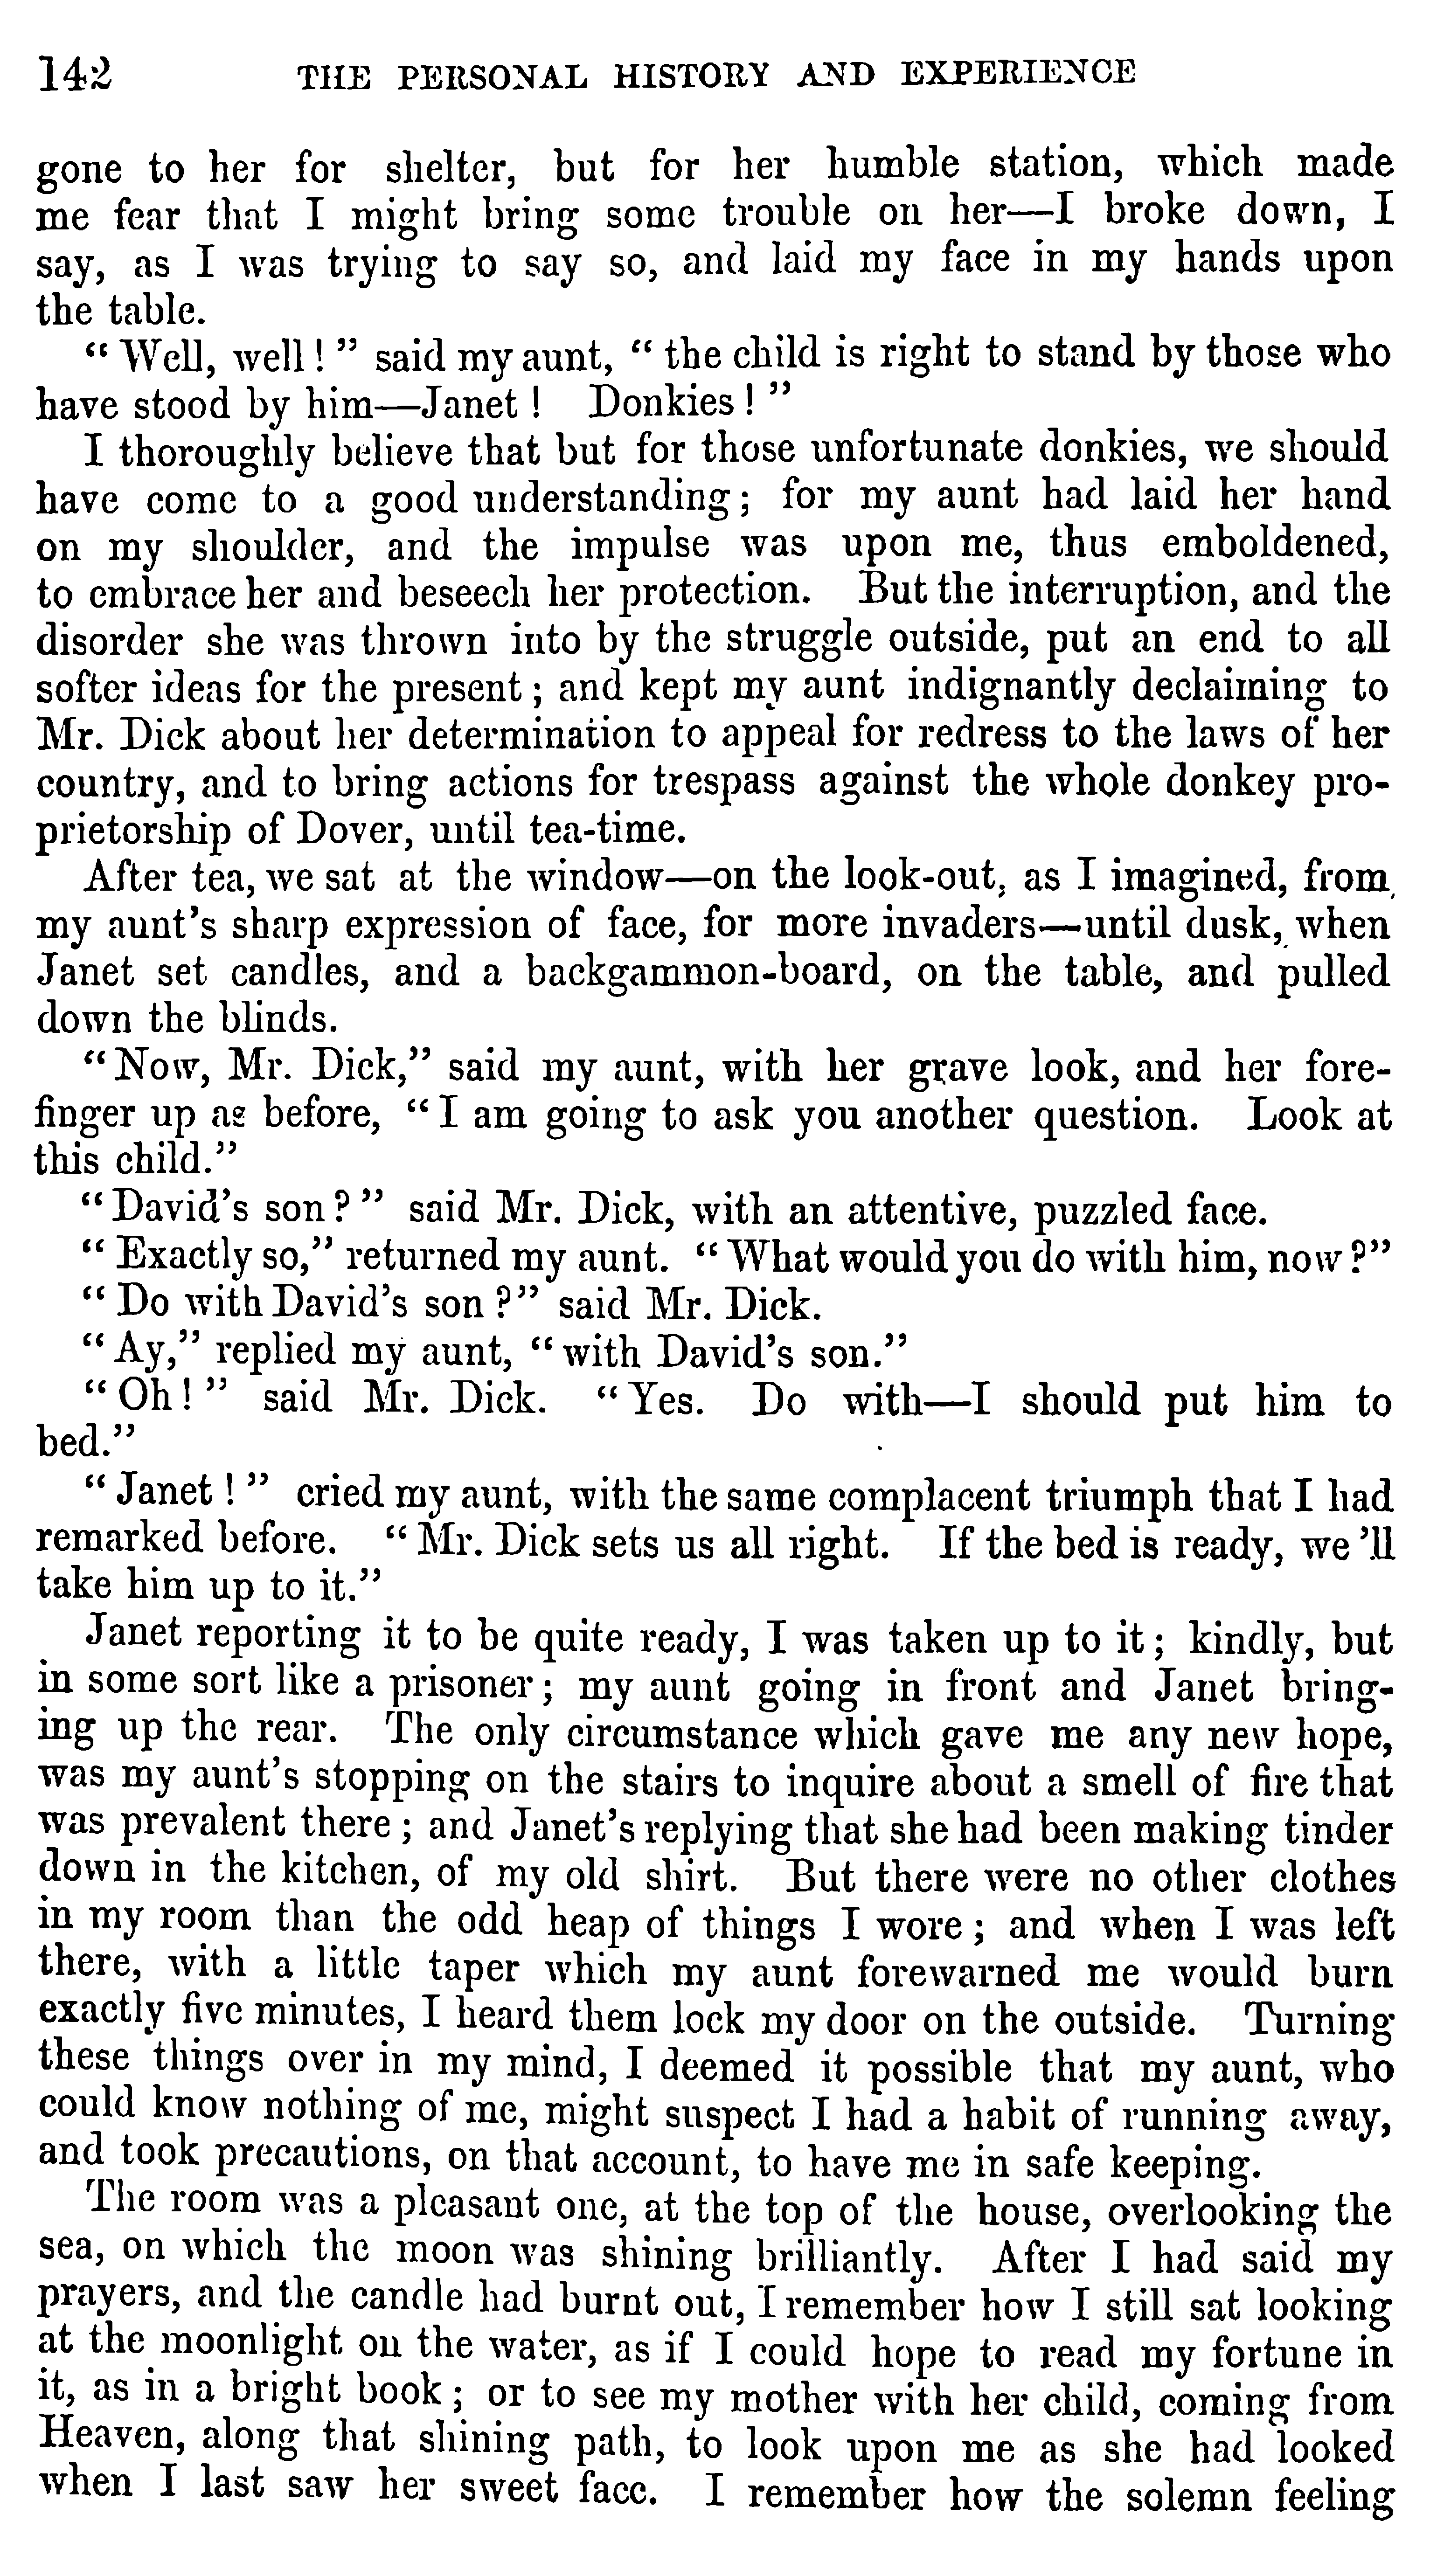 142 THE PERSONAL HISTORY AND EXPERIENCE
gone to her for shelter, but for her humble station, which made
me fear that I might bring some trouble on her—I broke down, I
say, as I was trying to say so, and laid my face in my hands upon
the table.
“Well, well!” said my aunt, “the child is right to stand by those who
have stood by him—Janet! Donkies!”
I thoroughly believe that but for those unfortunate donkies, we should
have come to a good understanding; for my aunt had laid her hand
on my shoulder, and the impulse was upon me, thus emboldened,
to embrace her and beseech her protection. But the interruption, and the
disorder she was thrown into by the struggle outside, put an end to all
softer ideas for the present; and kept my aunt indignantly declaiming to
Mr. Dick about her determination to appeal for redress to the laws of her
country, and to bring actions for trespass against the whole donkey pro-
prietorship of Dover, until tea-time.
After tea, we sat at the window—on the look-out, as I imagined, from
my aunt's sharp expression of face, for more invaders—until dusk, when
Janet set candles, and a backgammon-board, on the table, and pulled
down the blinds.
“Now, Mr. Dick,” said my aunt, with her grave look, and her fore-
finger up as before, “I am going to ask you another question. Look at
this child.”
“David's son?” said Mr. Dick, with an attentive, puzzled face.
“Exactly so,” returned my aunt. “What would you do with him, now?”
“Do with David's son?” said Mr. Dick.
“Ay,” replied my aunt, “with David's son.”
“Oh!” said Mr. Dick. “Yes. Do with—I should put him to
bed.”
“Janet!” cried my aunt, with the same complacent triumph that I had
remarked before. “Mr. Dick sets us all right. If the bed is ready, we 'll
take him up to it.”
Janet reporting it to be quite ready, I was taken up to it; kindly, but
in some sort like a prisoner; my aunt going in front and Janet bring-
ing up the rear. The only circumstance which gave me any new hope,
was my aunt's stopping on the stairs to inquire about a smell of fire that
was prevalent there; and Janet's replying that she had been making tinder
down in the kitchen, of my old shirt. But there were no other clothes
in my room than the odd heap of things I wore; and when I was left
there, with a little taper which my aunt forewarned me would burn
exactly five minutes, I heard them lock my door on the outside. Turning
these things over in my mind, I deemed it possible that my aunt, who
could know nothing of me, might suspect I had a habit of running away,
and took precautions, on that account, to have me in safe keeping.
The room was a pleasant one, at the top of the house, overlooking the
sea, on which the moon was shining brilliantly. After I had said my
prayers, and the candle had burnt out, I remember how I still sat looking
at the moonlight on the water, as if I could hope to read my fortune in
it, as in a bright book; or to see my mother with her child, coming from
Heaven, along that shining path, to look upon me as she had looked
when I last saw her sweet face. I remember how the solemn feeling